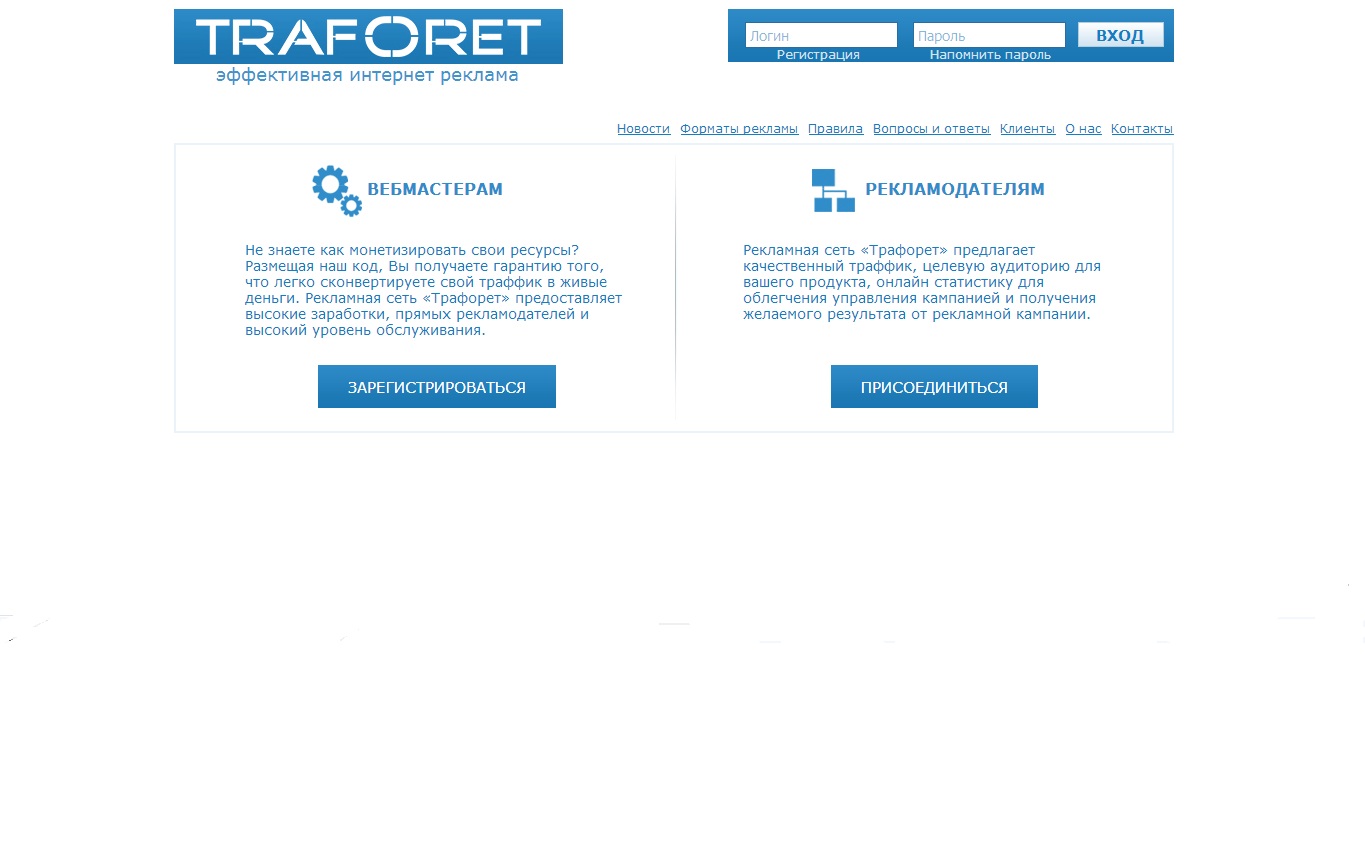 TRAFORET
эффективная интернет реклама
Логин
Пароль
ВХОД
Регистрация
Напомнить пароль
Новости Форматы рекламы Правила Вопросы и ответы Клиенты О нас Контакты
ВЕБМАСТЕРАМ
Не знаете как монетизировать свои ресурсы?
Размещая наш код, Вы получаете гарантию того,
что легко сконвертируете свой траффик в живые
деньги. Рекламная сеть «Трафорет» предоставляет
высокие заработки, прямых рекламодателей и
высокий уровень обслуживания.
ЗАРЕГИСТРИРОВАТЬСЯ
РЕКЛАМОДАТЕЛЯМ
Рекламная сеть «Трафорет» предлагает
качественный траффик, целевую аудиторию для
вашего продукта, онлайн статистику для
облегчения управления кампанией и получения
желаемого результата от рекламной кампании.
ПРИСОЕДИНИТЬСЯ